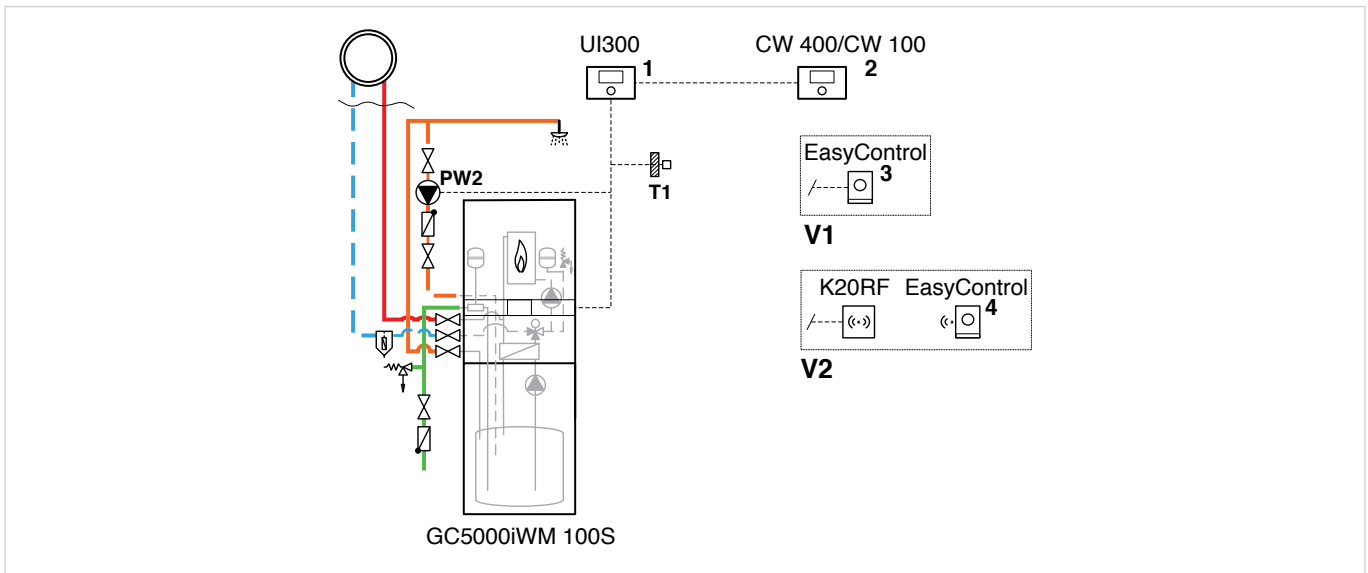 UI300
1
CW 400/CW 100
2
PW2
T1
EasyControl
3
V1
K20RF
EasyControl
4
V2
GC5000iWM 100S